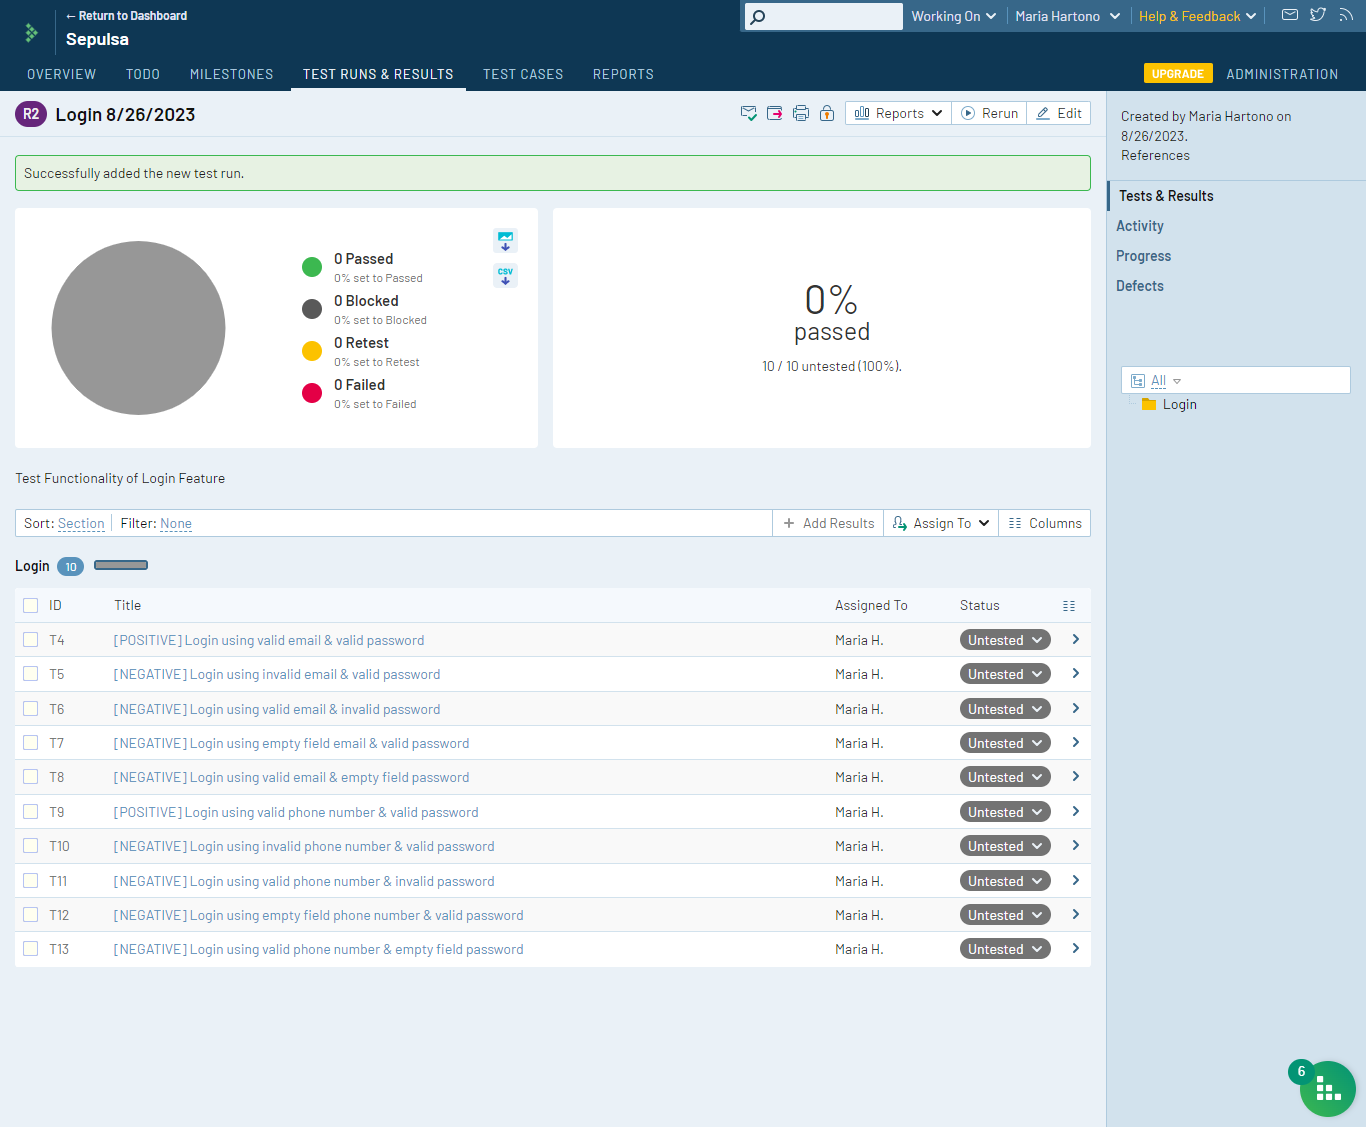 ← Return to Dashboard
Sepulsa
Working On
Maria Hartono
Help & Feedback
OVERVIEW
TODO
MILESTONES
TEST RUNS & RESULTS
TEST CASES
REPORTS
UPGRADE
ADMINISTRATION
R2
Login 8/26/2023
Reports
Rerun
Edit
Created by Maria Hartono on
8/26/2023.
References
Successfully added the new test run.
Tests & Results
Activity
Progress
Defects
0 Passed
0% set to Passed
0 Blocked
0% set to Blocked
0 Retest
0% set to Retest
0 Failed
0% set to Failed
CSV
0%
passed
10 / 10 untested (100%).
All
Login
Test Functionality of Login Feature
Sort: Section
Filter: None
Add Results
Assign To
Columns
Login 10
ID Title Assigned To Status
T4 [POSITIVE] Login using valid email & valid password Maria H. Untested
T5 [NEGATIVE] Login using invalid email & valid password Maria H. Untested
T6 [NEGATIVE] Login using valid email & invalid password Maria H. Untested
T7 [NEGATIVE] Login using empty field email & valid password Maria H. Untested
T8 [NEGATIVE] Login using valid email & empty field password Maria H. Untested
T9 [POSITIVE] Login using valid phone number & valid password Maria H. Untested
T10 [NEGATIVE] Login using invalid phone number & valid password Maria H. Untested
T11 [NEGATIVE] Login using valid phone number & invalid password Maria H. Untested
T12 [NEGATIVE] Login using empty field phone number & valid password Maria H. Untested
T13 [NEGATIVE] Login using valid phone number & empty field password Maria H. Untested
6